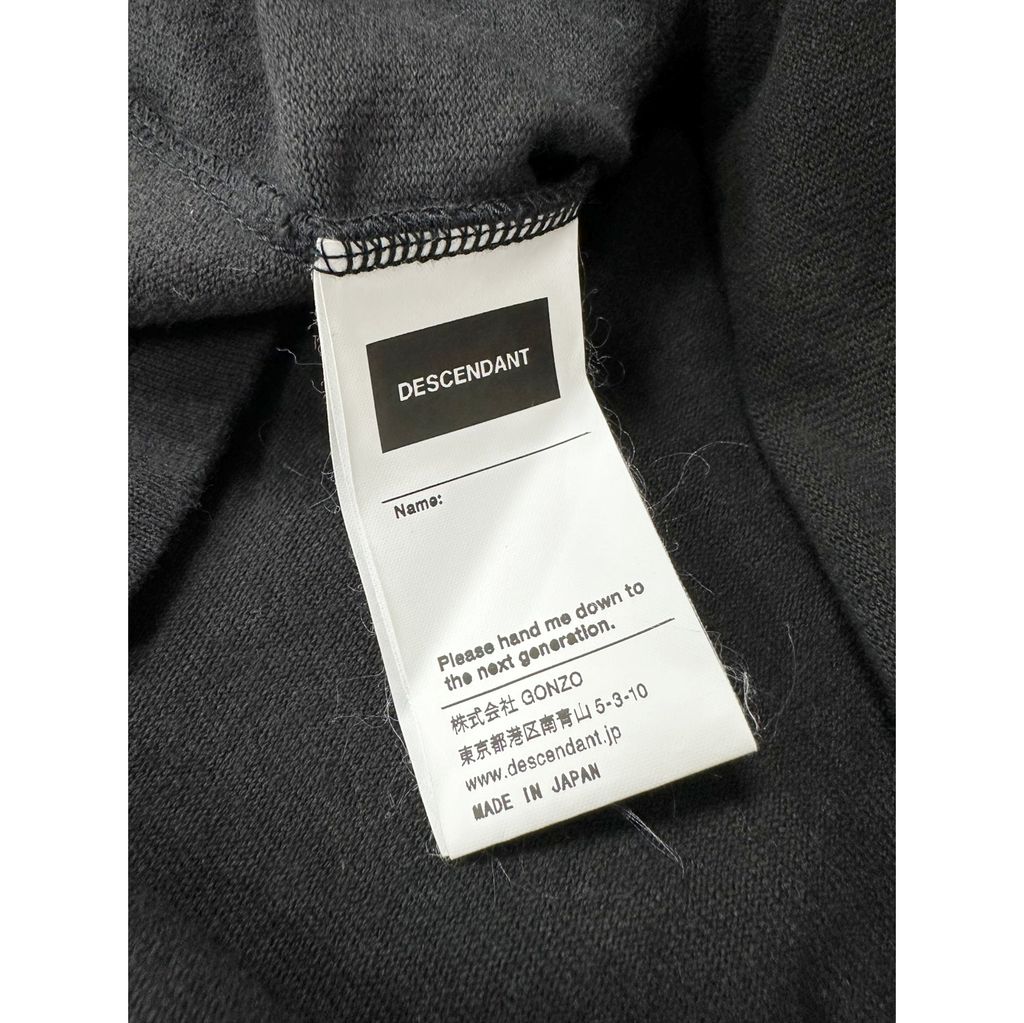 DESCENDANT
Name:
Please hand me down to
the next generation.
株式会社 GONZO
東京都港区南青山 5-3-10
www.descendant.jp
MADE IN JAPAN